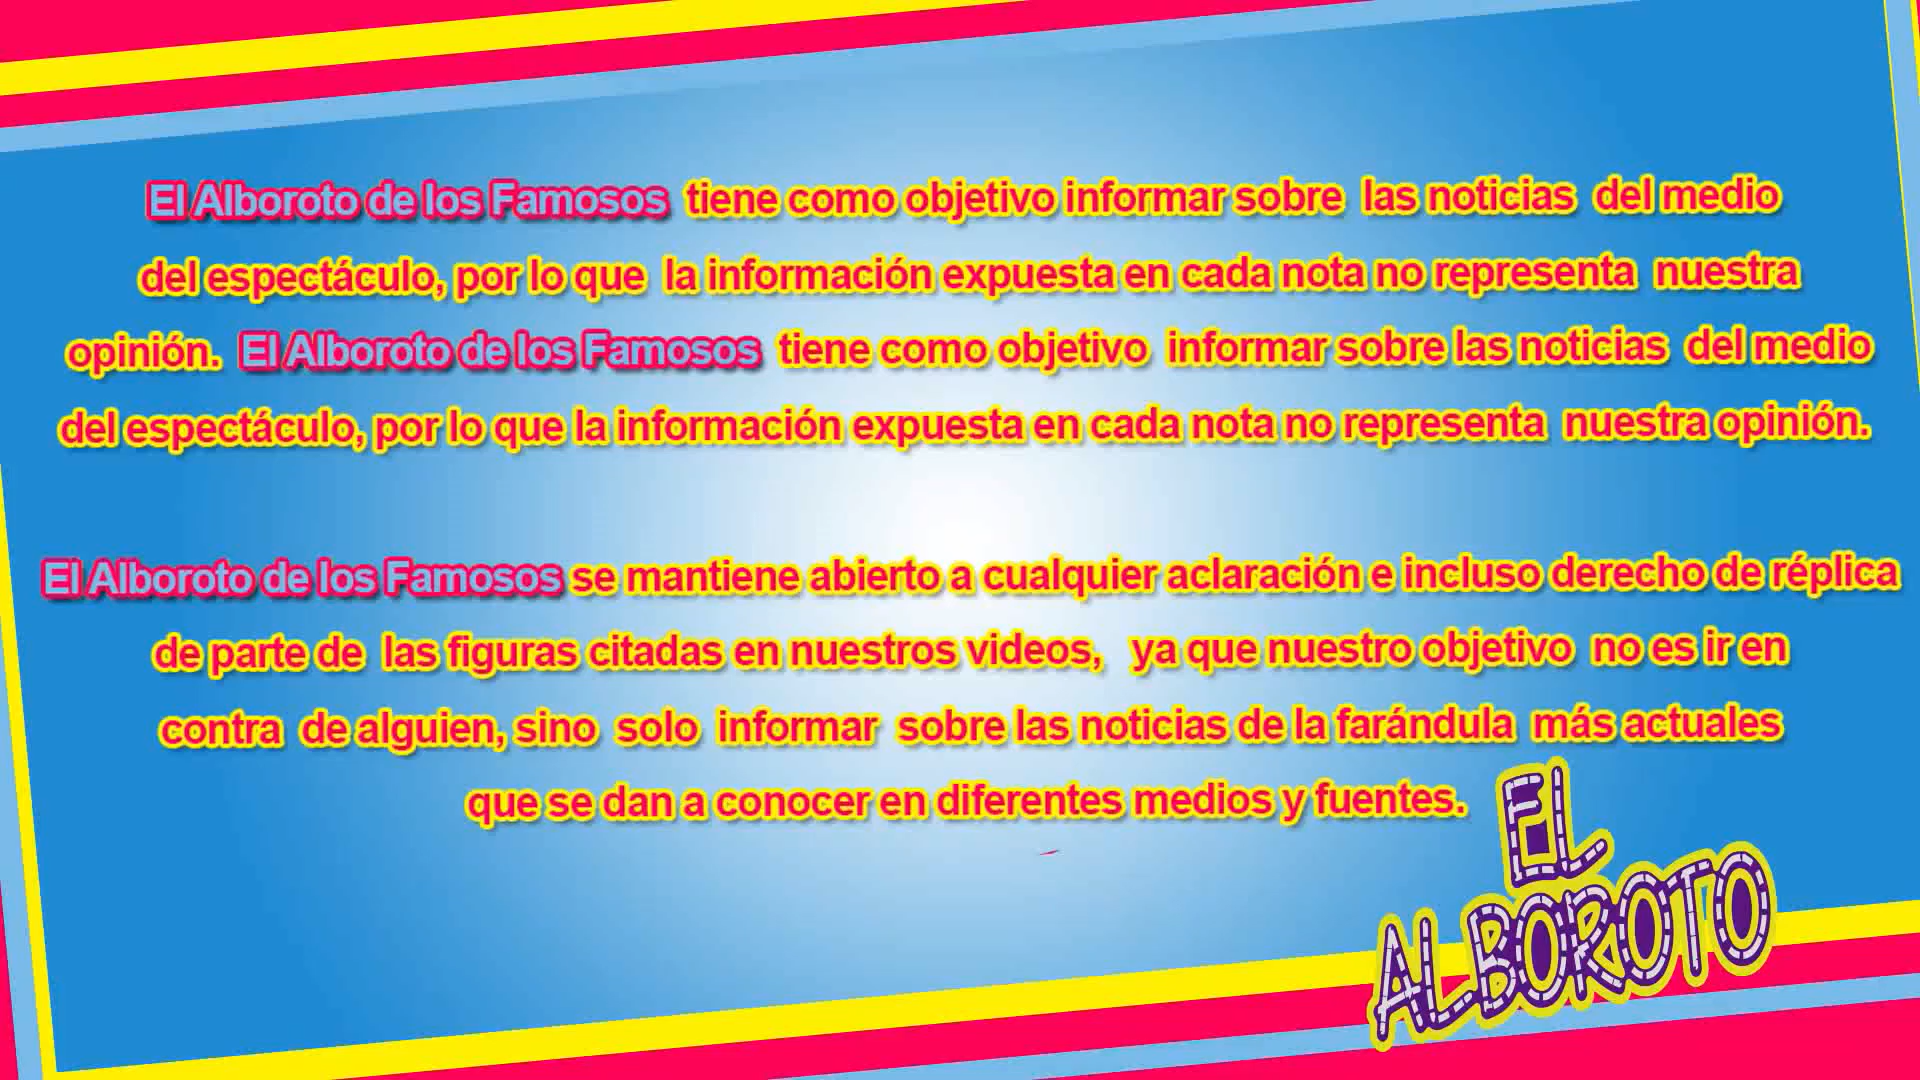 El Alboroto de los Famosos tiene como objetivo informar sobre las noticias del medio
del espectáculo, por lo que la información expuesta en cada nota no representa nuestra
opinión. El Alboroto de los Famosos tiene como objetivo informar sobre las noticias del medio
del espectáculo, por lo que la información expuesta en cada nota no representa nuestra opinión.
El Alboroto de los Famosos se mantiene abierto a cualquier aclaración e incluso derecho de réplica
de parte de las figuras citadas en nuestros videos, ya que nuestro objetivo no es ir en
contra de alguien, sino solo informar sobre las noticias de la farándula más actuales
que se dan a conocer en diferentes medios y fuentes.
EL
ALBOROTO